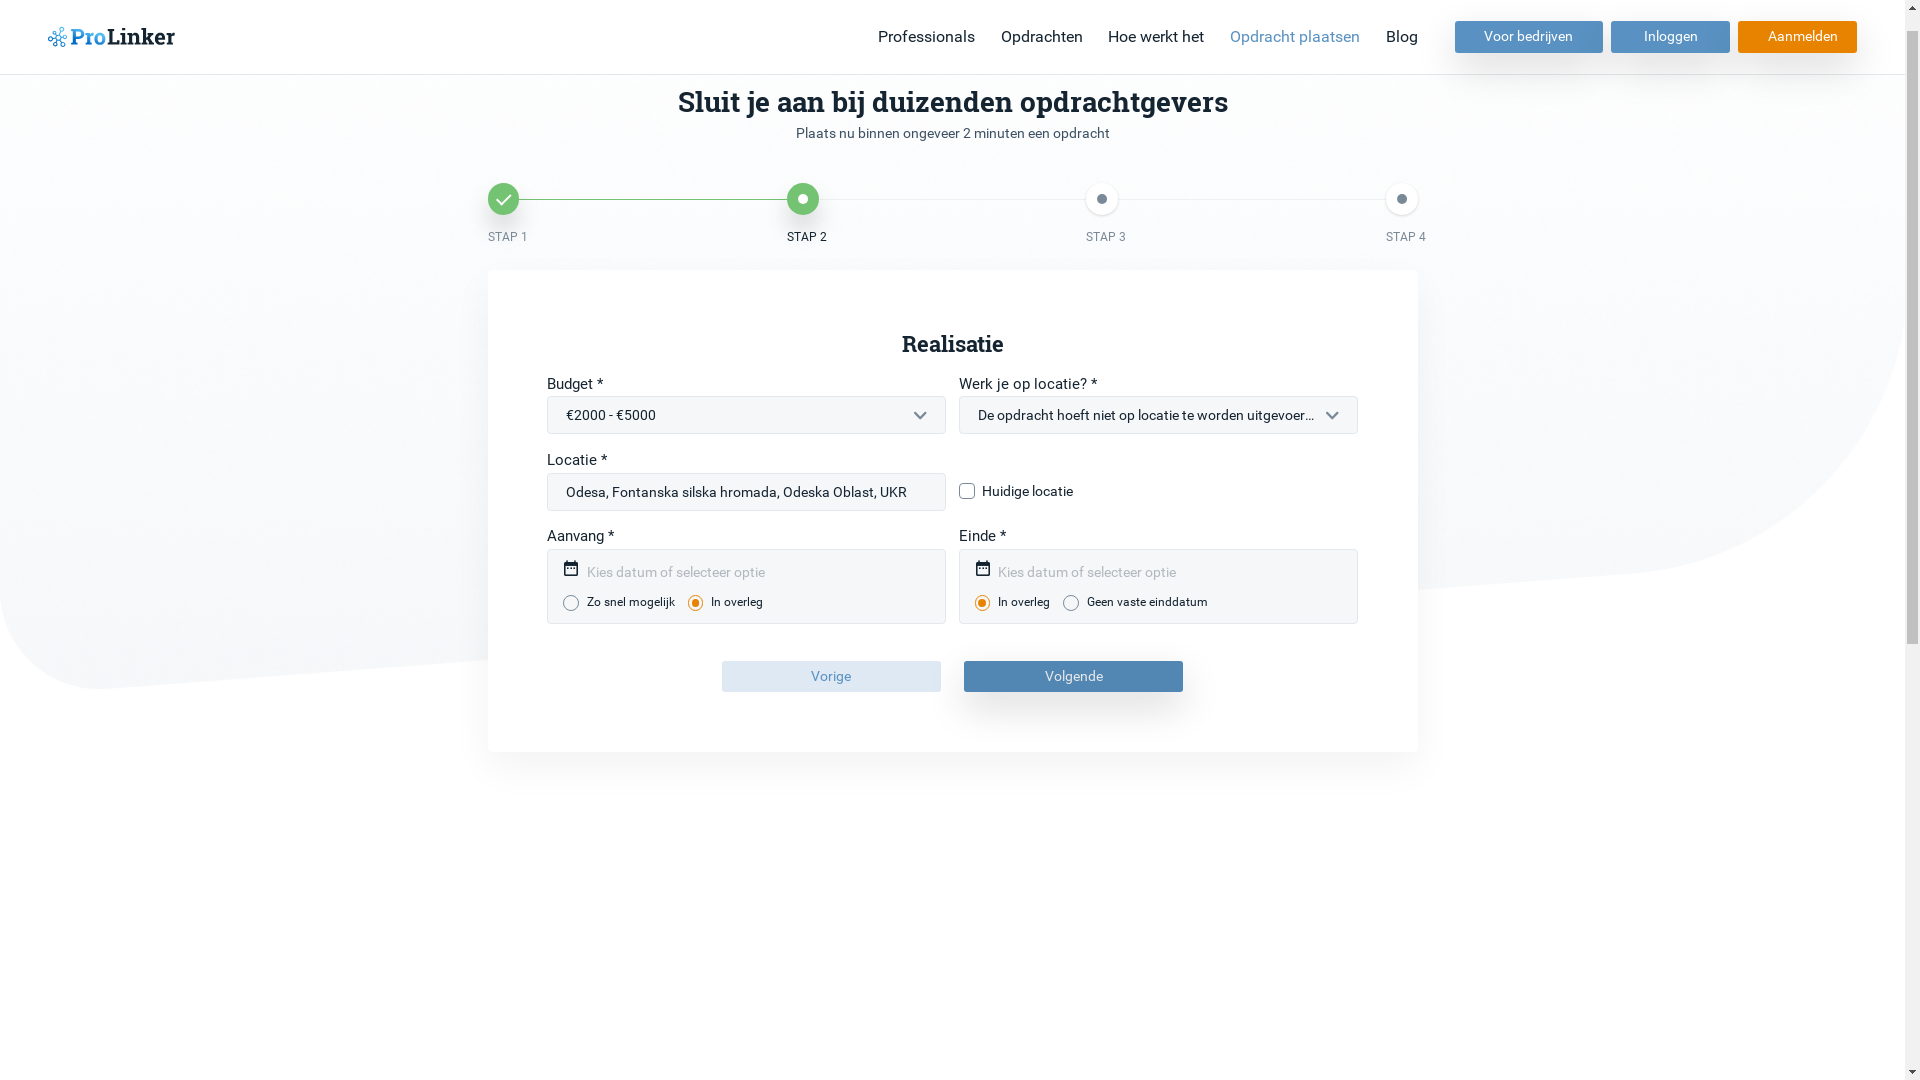 ProLinker
Professionals
Opdrachten
Hoe werkt het
Opdracht plaatsen
Blog
Voor bedrijven
Inloggen
Aanmelden
Sluit je aan bij duizenden opdrachtgevers
Plaats nu binnen ongeveer 2 minuten een opdracht
STAP 1
STAP 2
STAP 3
STAP 4
Realisatie
Budget *
€2000 - €5000
Werk je op locatie? *
De opdracht hoeft niet op locatie te worden uitgevoer...
Locatie *
Odesa, Fontanska silska hromada, Odeska Oblast, UKR
Huidige locatie
Aanvang *
Kies datum of selecteer optie
Zo snel mogelijk
In overleg
Einde *
Kies datum of selecteer optie
In overleg
Geen vaste einddatum
Vorige
Volgende